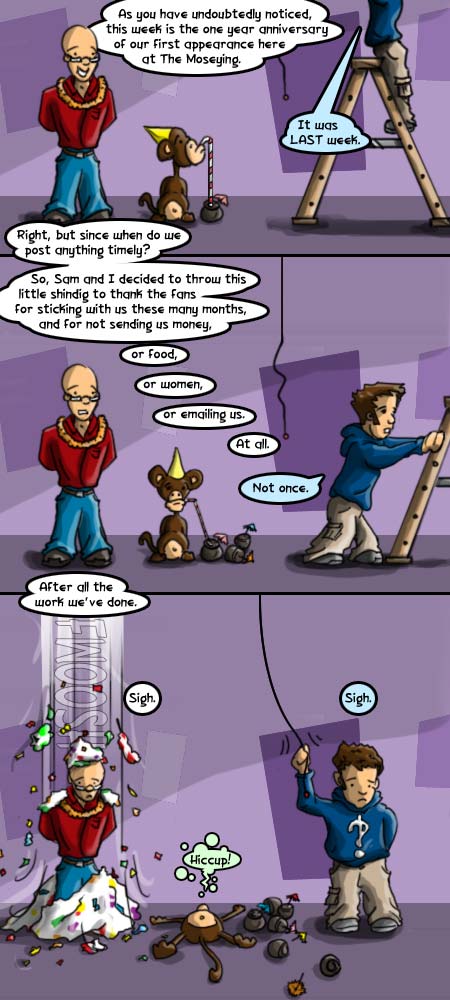 As you have undoubtedly noticed,
this week is the one year anniversary
of our first appearance here
at The Moseying.
It was
LAST week.
Right, but since when do we
post anything timely?
So, Sam and I decided to throw this
little shindig to thank the fans
for sticking with us these many months,
and for not sending us money,
or food,
or women,
or emailing us.
At all.
Not once.
After all the
work we've done.
Sigh.
Sigh.
Hiccup!
?